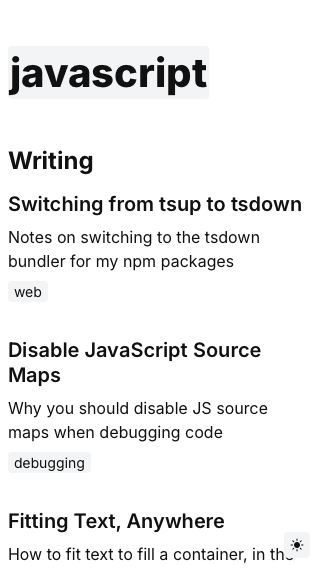 javascript
Writing
Switching from tsup to tsdown
Notes on switching to the tsdown
bundler for my npm packages
web
Disable JavaScript Source
Maps
Why you should disable JS source
maps when debugging code
debugging
Fitting Text, Anywhere
How to fit text to fill a container, in the